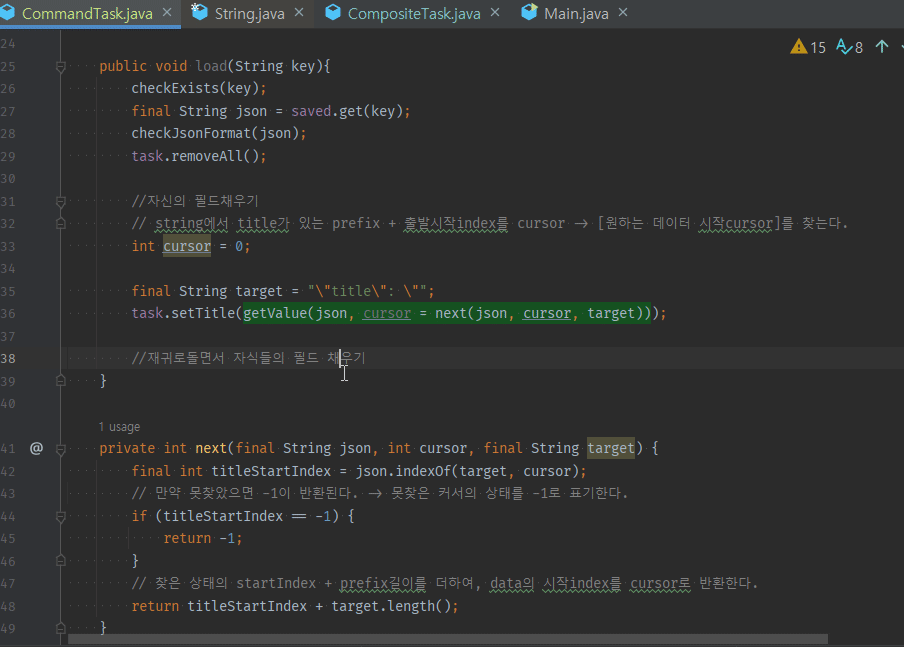 CommandTask.java × String.java × CompositeTask.java × Main.java ×
15 8
24
25 public void load(String key){
26 checkExists(key);
27 final String json = saved.get(key);
28 checkJsonFormat(json);
29 task.removeAll();
30
31 //자신의 필드채우기
32 // string에서 title가 있는 prefix + 출발시작index를 cursor -> [원하는 데이터 시작cursor]를 찾는다.
33 int cursor = 0;
34
35 final String target = "\"title\": \"";
36 task.setTitle(getValue(json, cursor = next(json, cursor, target)));
37
38 //재귀로돌면서 자식들의 필드 채우기
39 }
40
1 usage
41 @ private int next(final String json, int cursor, final String target) {
42 final int titleStartIndex = json.indexOf(target, cursor);
43 // 만약 못찾았으면 -1이 반환된다. -> 못찾은 커서의 상태를 -1로 표기한다.
44 if (titleStartIndex == -1) {
45 return -1;
46 }
47 // 찾은 상태의 startIndex + prefix길이를 더하여, data의 시작index를 cursor로 반환한다.
48 return titleStartIndex + target.length();
49 }